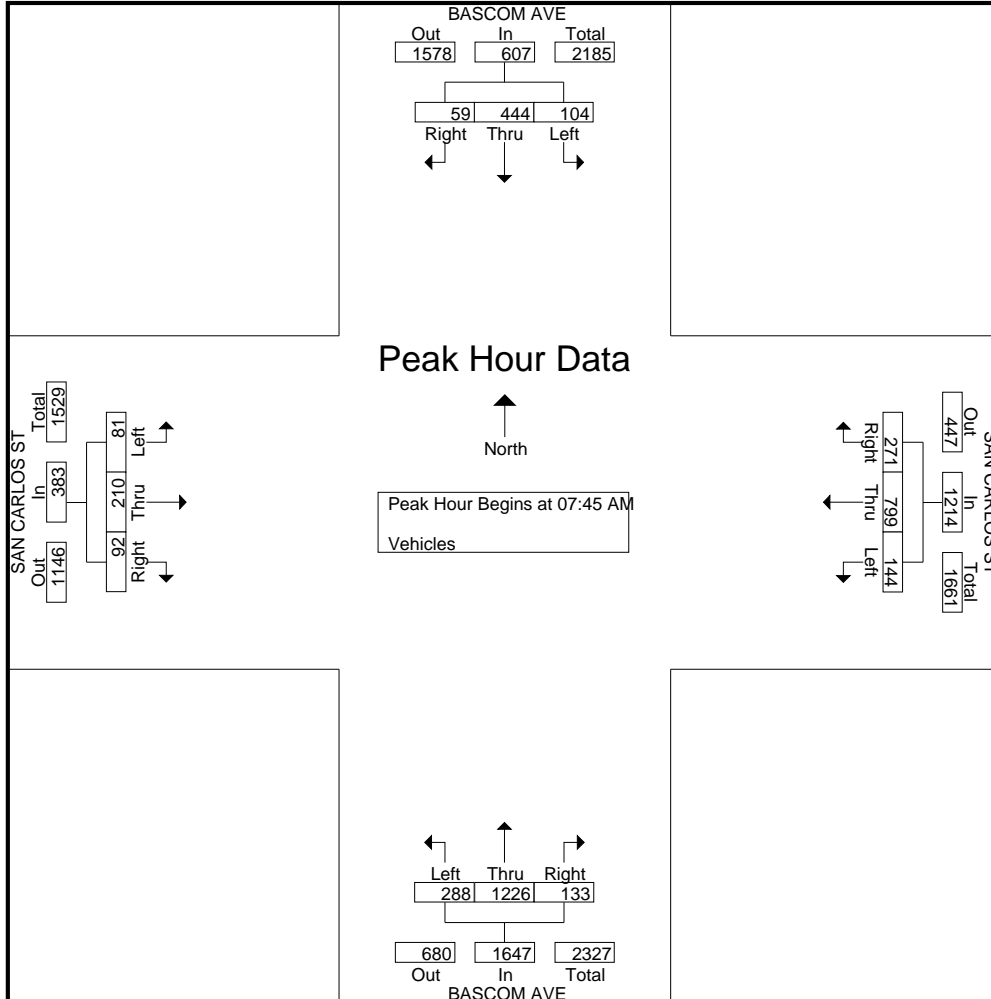 BASCOM AVE
Out In Total
1578 607 2185
59 444 104
Right Thru Left
Peak Hour Data
North
Peak Hour Begins at 07:45 AM
Vehicles
SAN CARLOS ST
Total In Out
1529 383 1146
81 210 92
Left Thru Right
SAN CARLOS ST
Out In Total
447 1214 1661
271 799 144
Right Thru Left
Left Thru Right
288 1226 133
680 1647 2327
Out In Total
BASCOM AVE